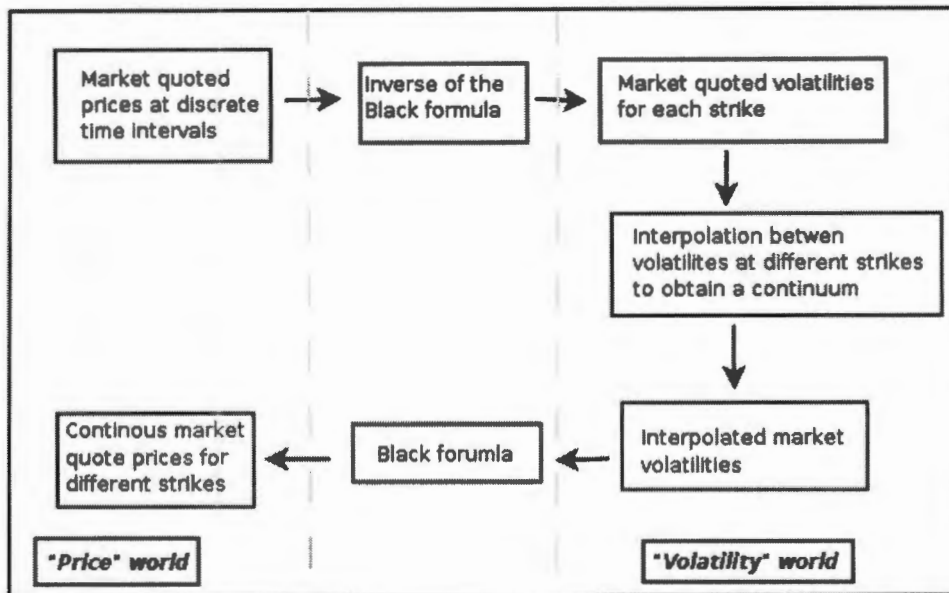 Market quoted
prices at discrete
time intervals
Inverse of the
Black formula
Market quoted volatilities
for each strike
Interpolation betwen
volatilites at different strikes
to obtain a continuum
Interpolated market
volatilities
Black forumla
Continous market
quote prices for
different strikes
"Price" world
"Volatility" world